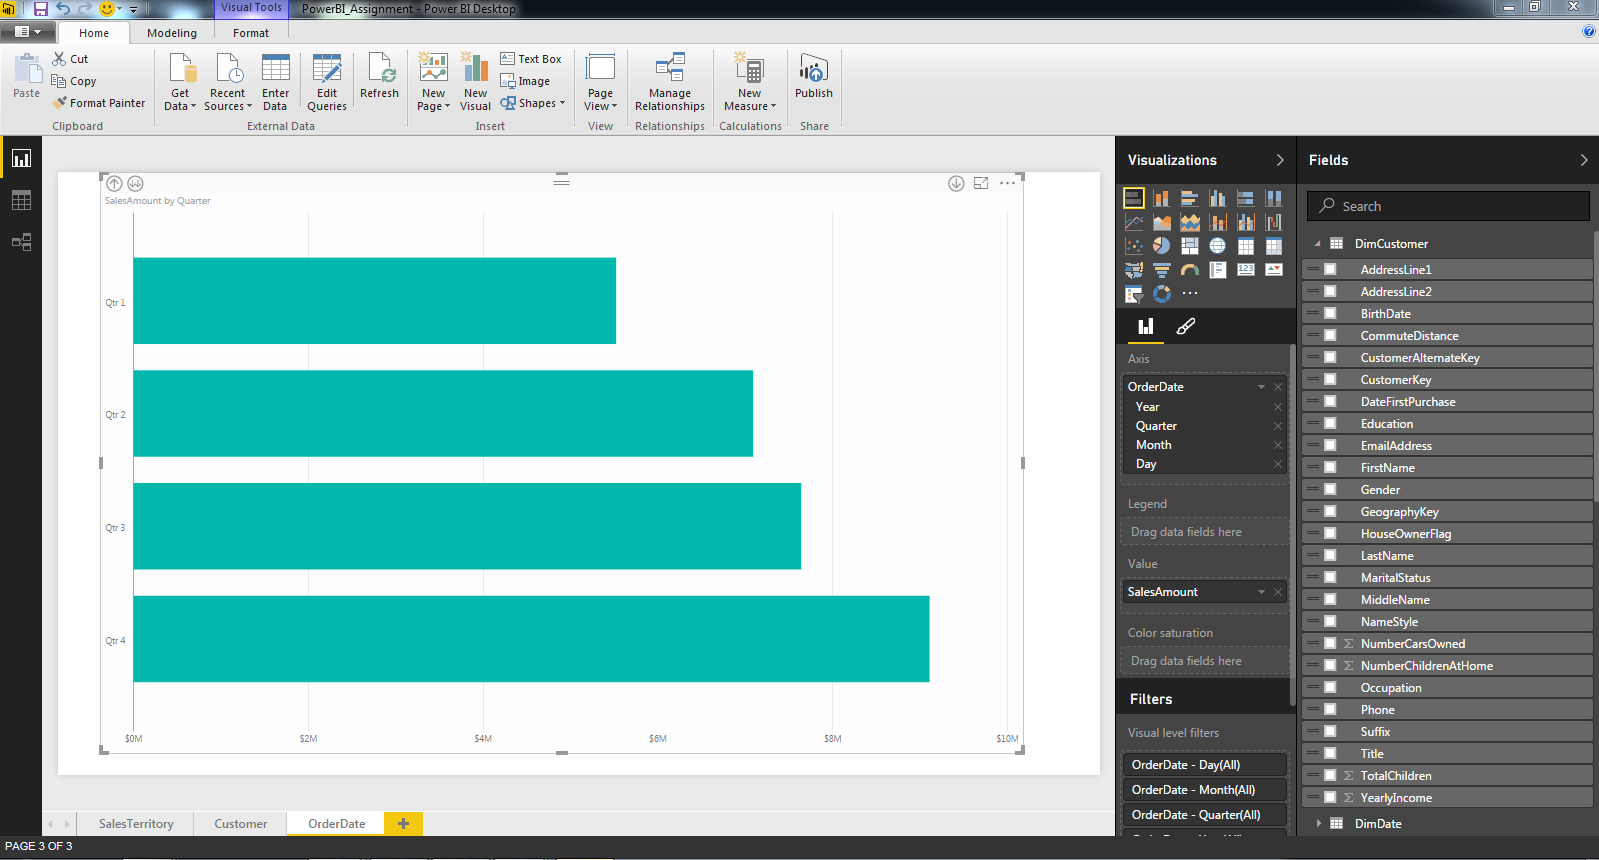 Visual Tools
PowerBI_Assignment - Power BI Desktop
Home
Modeling
Format
Paste
Cut
Copy
Format Painter
Clipboard
Get Data
Recent Sources
Enter Data
Edit Queries
Refresh
External Data
New Page
New Visual
Text Box
Image
Shapes
Insert
Page View
View
Manage Relationships
Relationships
New Measure
Calculations
Publish
Share
SalesAmount by Quarter
Qtr 1
Qtr 2
Qtr 3
Qtr 4
$0M $2M $4M $6M $8M $10M
SalesTerritory
Customer
OrderDate
PAGE 3 OF 3
Visualizations
123
Axis
OrderDate
Year
Quarter
Month
Day
Legend
Drag data fields here
Value
SalesAmount
Color saturation
Drag data fields here
Filters
Visual level filters
OrderDate - Day(All)
OrderDate - Month(All)
OrderDate - Quarter(All)
Fields
Search
DimCustomer
AddressLine1
AddressLine2
BirthDate
CommuteDistance
CustomerAlternateKey
CustomerKey
DateFirstPurchase
Education
EmailAddress
FirstName
Gender
GeographyKey
HouseOwnerFlag
LastName
MaritalStatus
MiddleName
NameStyle
Σ NumberCarsOwned
Σ NumberChildrenAtHome
Occupation
Phone
Suffix
Title
Σ TotalChildren
Σ YearlyIncome
DimDate